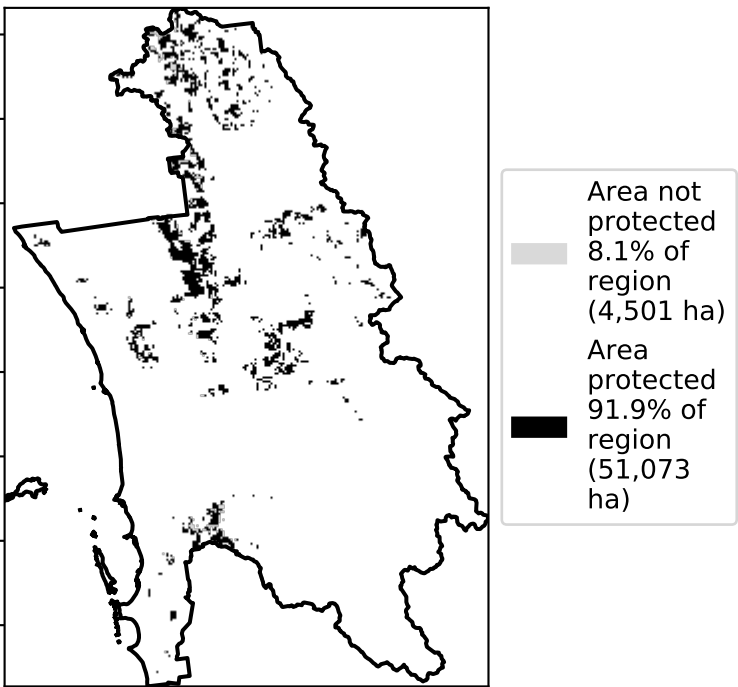 Area not
protected
8.1% of
region
(4,501 ha)
Area
protected
91.9% of
region
(51,073
ha)